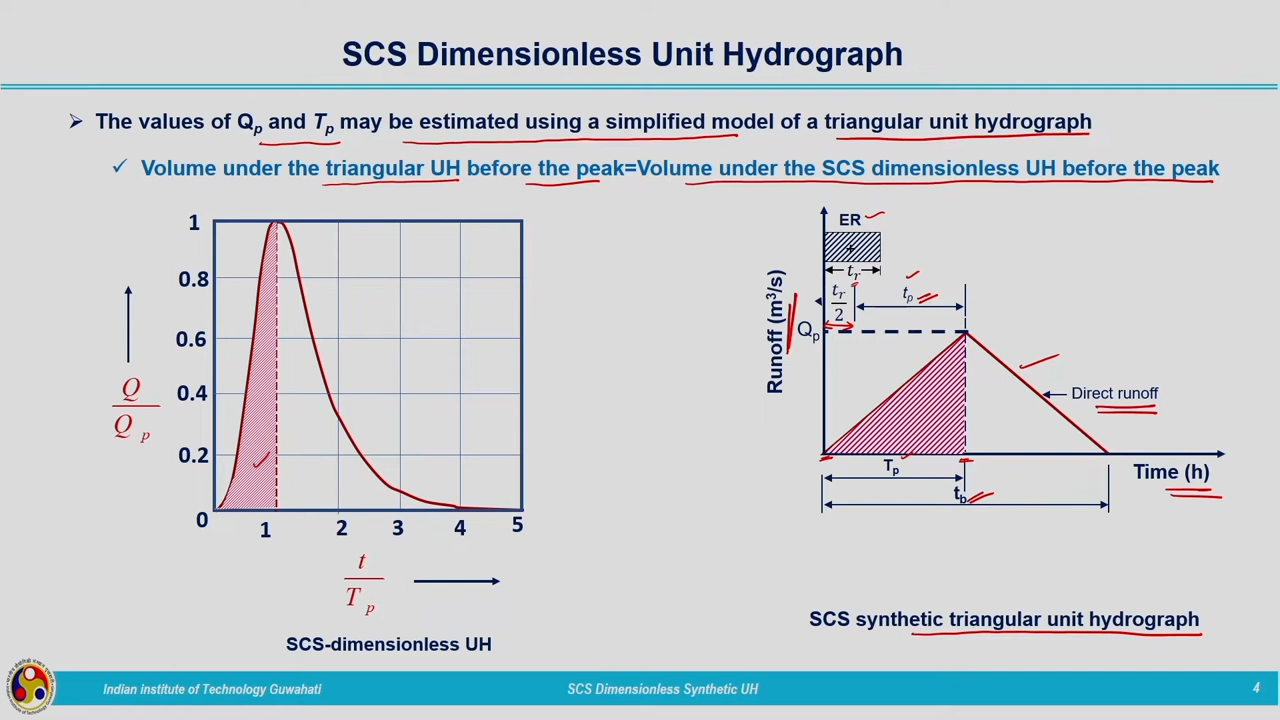 SCS Dimensionless Unit Hydrograph
➢ The values of Qp and Tp may be estimated using a simplified model of a triangular unit hydrograph
✓ Volume under the triangular UH before the peak=Volume under the SCS dimensionless UH before the peak
1
0.8
0.6
0.4
0.2
0
1
2
3
4
5
Q
Q p
t
T p
SCS-dimensionless UH
ER
tr
tr
2
tp
Qp
Runoff (m³/s)
Direct runoff
Tp
Time (h)
tb
SCS synthetic triangular unit hydrograph
Indian institute of Technology Guwahati
SCS Dimensionless Synthetic UH
4